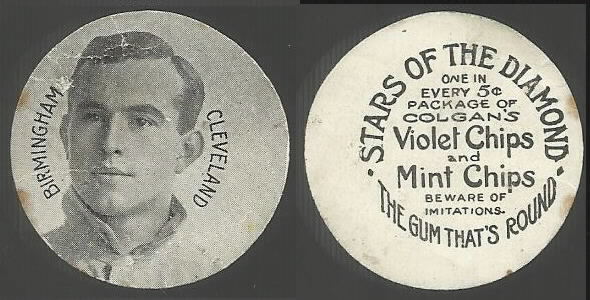 BIRMINGHAM
CLEVELAND
·STARS OF THE DIAMOND·
ONE IN
EVERY 5¢
PACKAGE OF
COLGAN'S
Violet Chips
and
Mint Chips
BEWARE OF
IMITATIONS.
THE GUM THAT'S ROUND